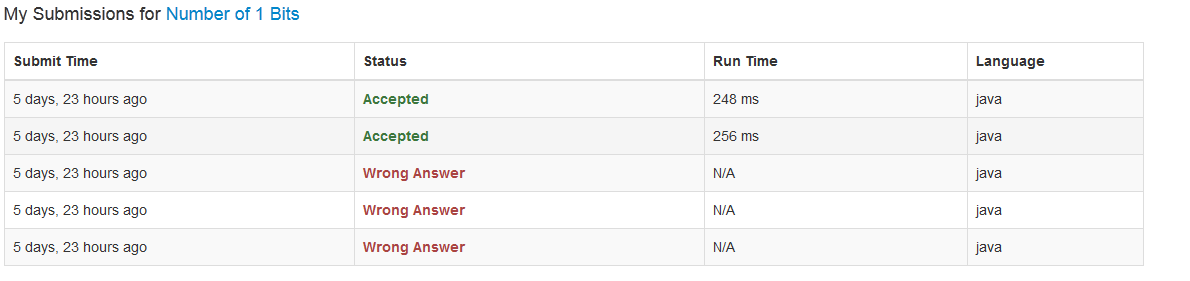 My Submissions for Number of 1 Bits
Submit Time Status Run Time Language
5 days, 23 hours ago Accepted 248 ms java
5 days, 23 hours ago Accepted 256 ms java
5 days, 23 hours ago Wrong Answer N/A java
5 days, 23 hours ago Wrong Answer N/A java
5 days, 23 hours ago Wrong Answer N/A java